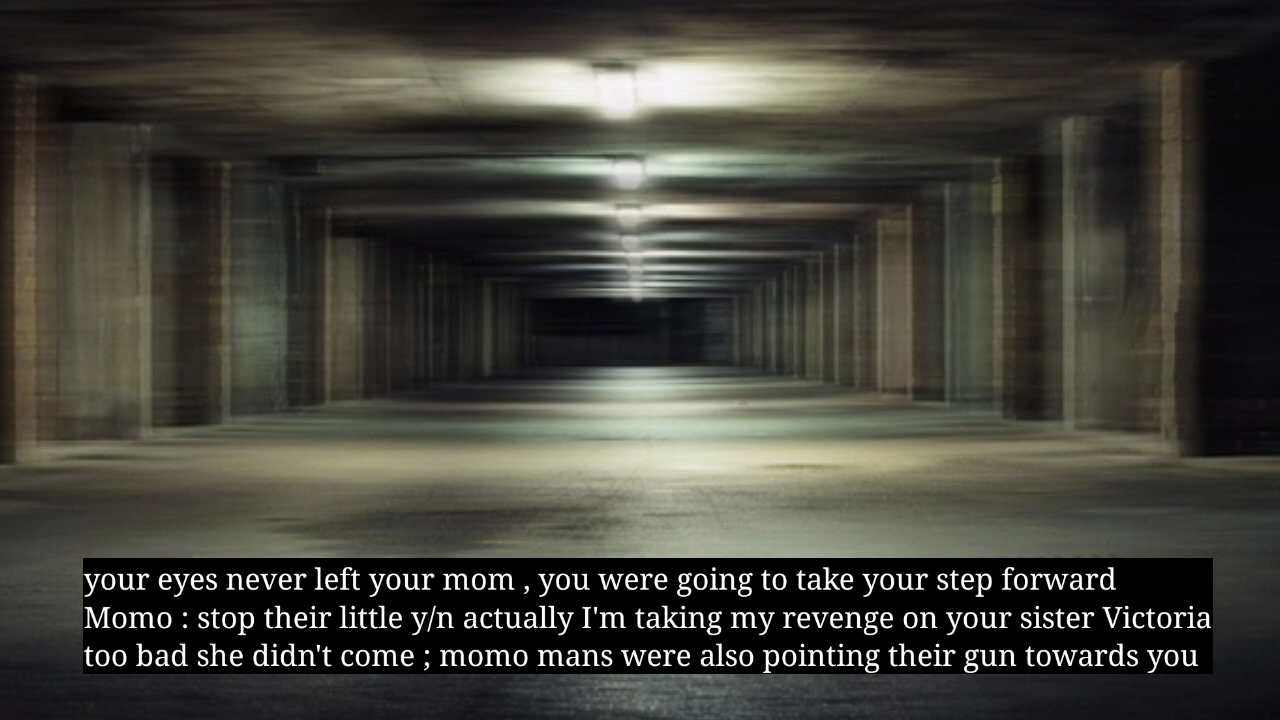 your eyes never left your mom , you were going to take your step forward
Momo : stop their little y/n actually I'm taking my revenge on your sister Victoria
too bad she didn't come ; momo mans were also pointing their gun towards you